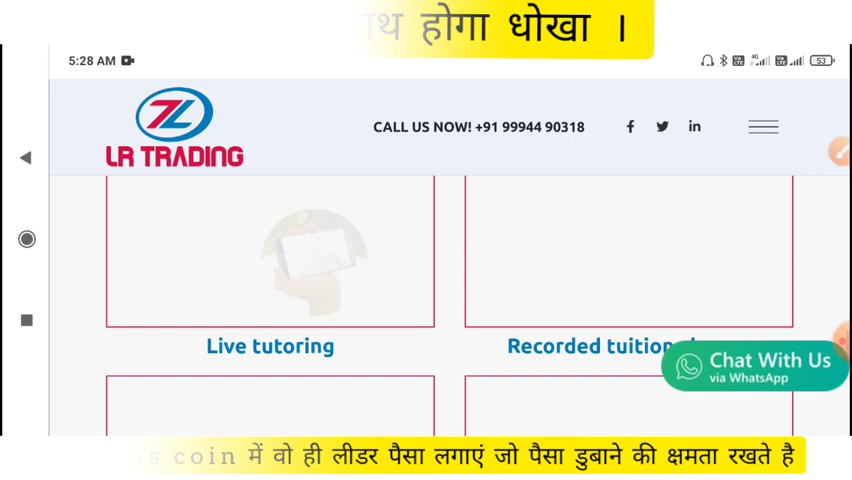 होगा धोखा ।
5:28 AM
4G
53
LR TRADING
CALL US NOW! +91 99944 90318
Live tutoring
Recorded tuition
Chat With Us
via WhatsApp
coin में वो ही लीडर पैसा लगाएं जो पैसा डुबाने की क्षमता रखते है